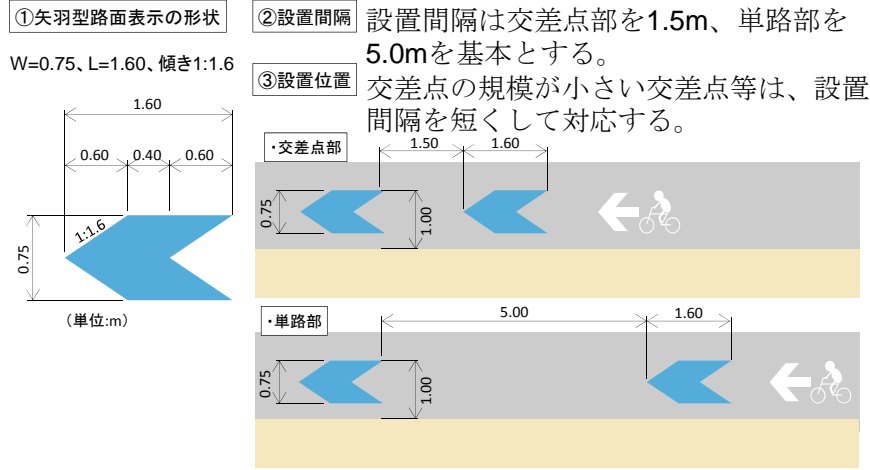 ①矢羽型路面表示の形状
W=0.75、L=1.60、傾き1:1.6
1.60
0.60
0.40
0.60
0.75
1:1.6
（単位:m）
②設置間隔
③設置位置
設置間隔は交差点部を1.5m、単路部を
5.0mを基本とする。
交差点の規模が小さい交差点等は、設置
間隔を短くして対応する。
・交差点部
1.50
1.60
0.75
1.00
・単路部
5.00
1.60
0.75
1.00